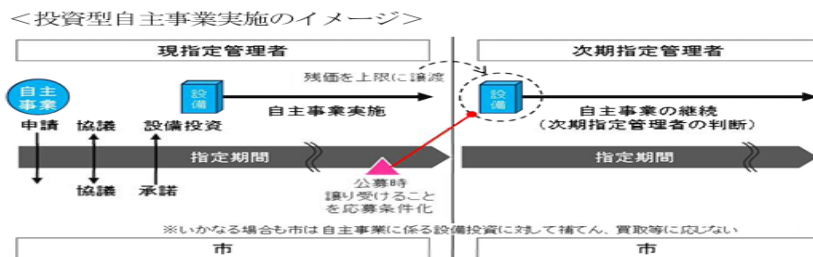 ＜投資型自主事業実施のイメージ＞
現指定管理者
次期指定管理者
残価を上限に譲渡
自主
事業
設備
設備
自主事業実施
自主事業の継続
（次期指定管理者の判断）
申請
協議
設備投資
指定期間
指定期間
協議
承諾
公募時
譲り受けること
を応募条件化
※いかなる場合も市は自主事業に係る設備投資に対して補てん、買取等に応じない
市
市